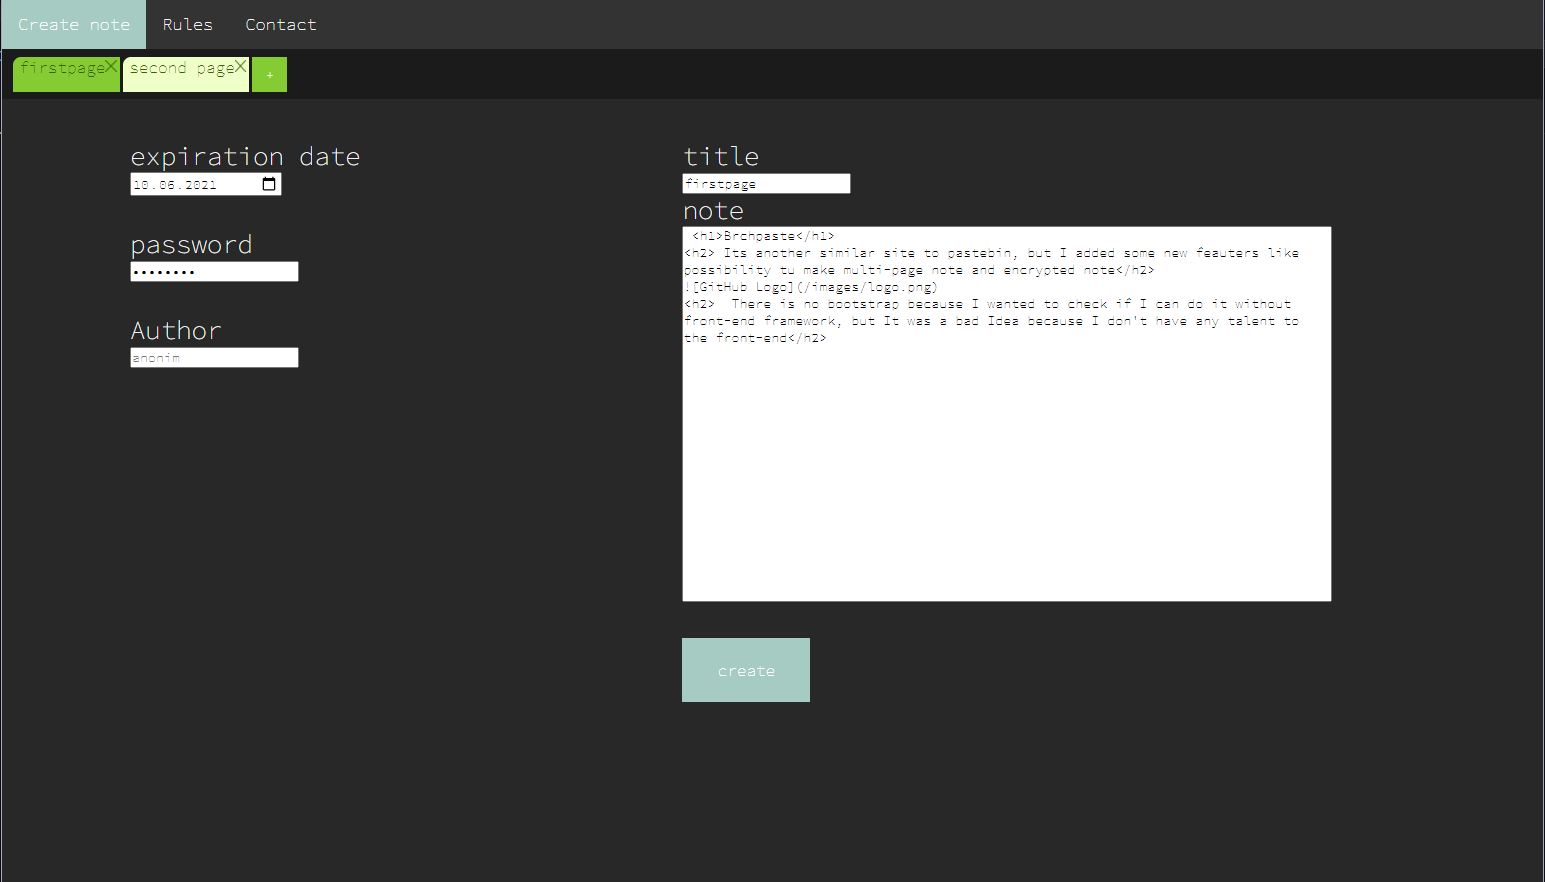 Create note Rules Contact
firstpage second page +
expiration date
10.06.2021
password
••••••••
Author
anonim
title
firstpage
note
<h1>Brchpaste</h1>
<h2> Its another similar site to pastebin, but I added some new feauters like
possibility tu make multi-page note and encrypted note</h2>
![GitHub Logo](/images/logo.png)
<h2>  There is no bootstrap because I wanted to check if I can do it without
front-end framework, but It was a bad Idea because I don't have any talent to
the front-end</h2>
create